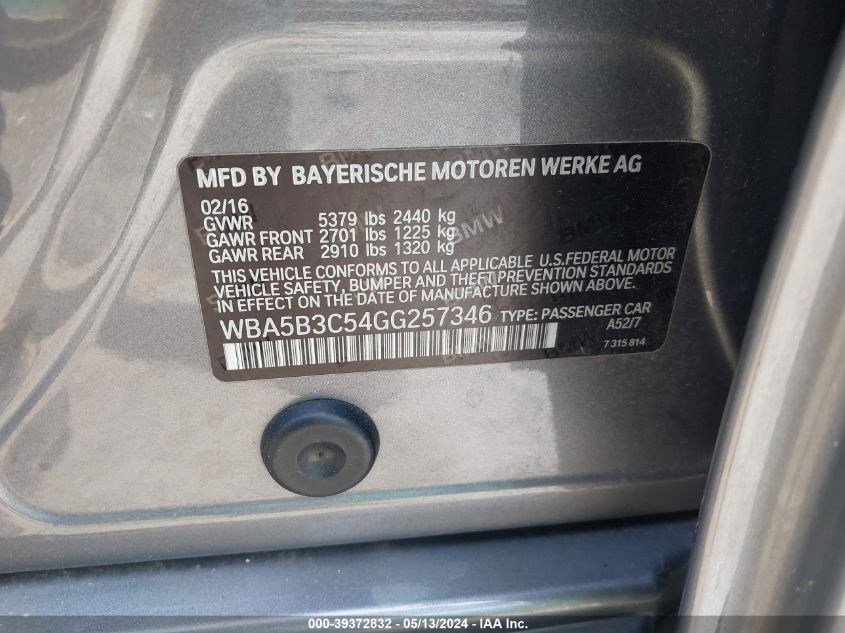 MFD BY BAYERISCHE MOTOREN WERKE AG
02/16
GVWR 5379 lbs 2440 kg
GAWR FRONT 2701 lbs 1225 kg
GAWR REAR 2910 lbs 1320 kg
THIS VEHICLE CONFORMS TO ALL APPLICABLE U.S.FEDERAL MOTOR
VEHICLE SAFETY, BUMPER AND THEFT PREVENTION STANDARDS
IN EFFECT ON THE DATE OF MANUFACTURE SHOWN ABOVE.
WBA5B3C54GG257346 TYPE: PASSENGER CAR
A52/7
7 315 814
000-39372832 - 05/13/2024 - IMPACT AUTO AUCTIONS, INC.